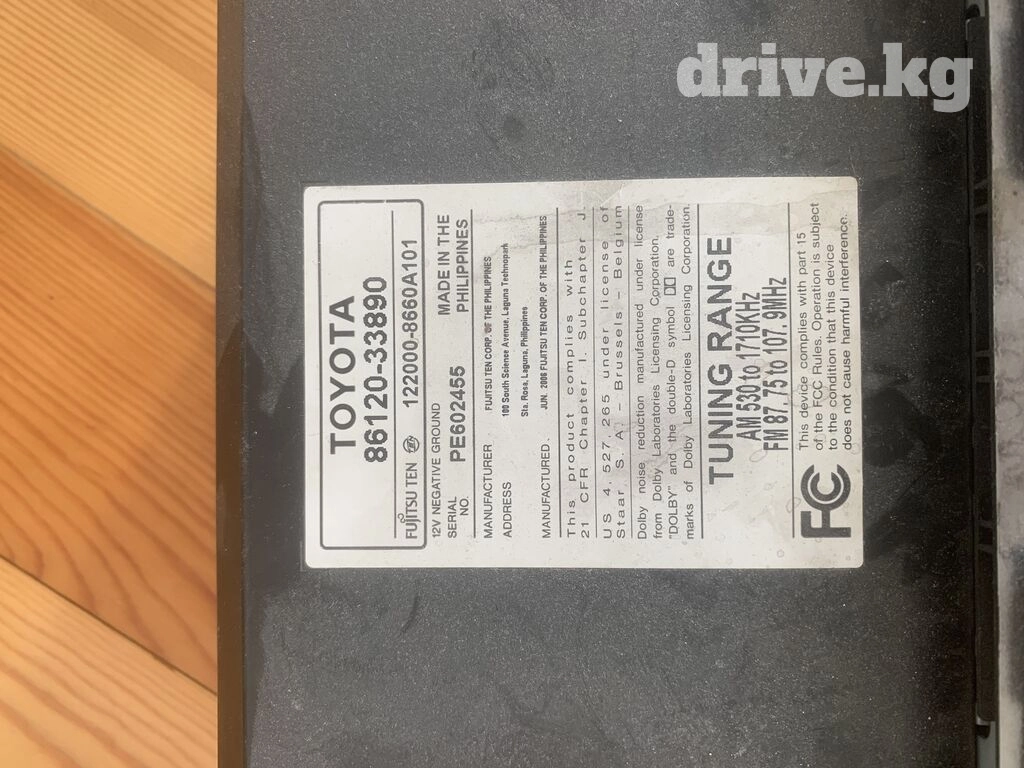 drive.kg
TOYOTA
86120-33890
FUJITSU TEN 122000-8660A101
12V NEGATIVE GROUND
MADE IN THE
SERIAL
NO.
PE602455
PHILIPPINES
MANUFACTURER FUJITSU TEN CORP. OF THE PHILIPPINES
ADDRESS 100 South Science Avenue, Laguna Technopark
Sta. Rosa, Laguna, Philippines
MANUFACTURED. JUN. 2006 FUJITSU TEN CORP. OF THE PHILIPPINES
This product complies with
21 CFR Chapter I. Subchapter J
US 4, 527, 265 under license of
Staar S. A. – Brussels – Belgium
Dolby noise reduction manufactured under license
from Dolby Laboratories Licensing Corporation.
"DOLBY" and the double-D symbol are trade-
marks of Dolby Laboratories Licensing Corporation.
TUNING RANGE
AM 530 to 1710KHz
FM 87.75 to 107.9MHz
FC
This device complies with part 15
of the FCC Rules. Operation is subject
to the condition that this device
does not cause harmful interference.